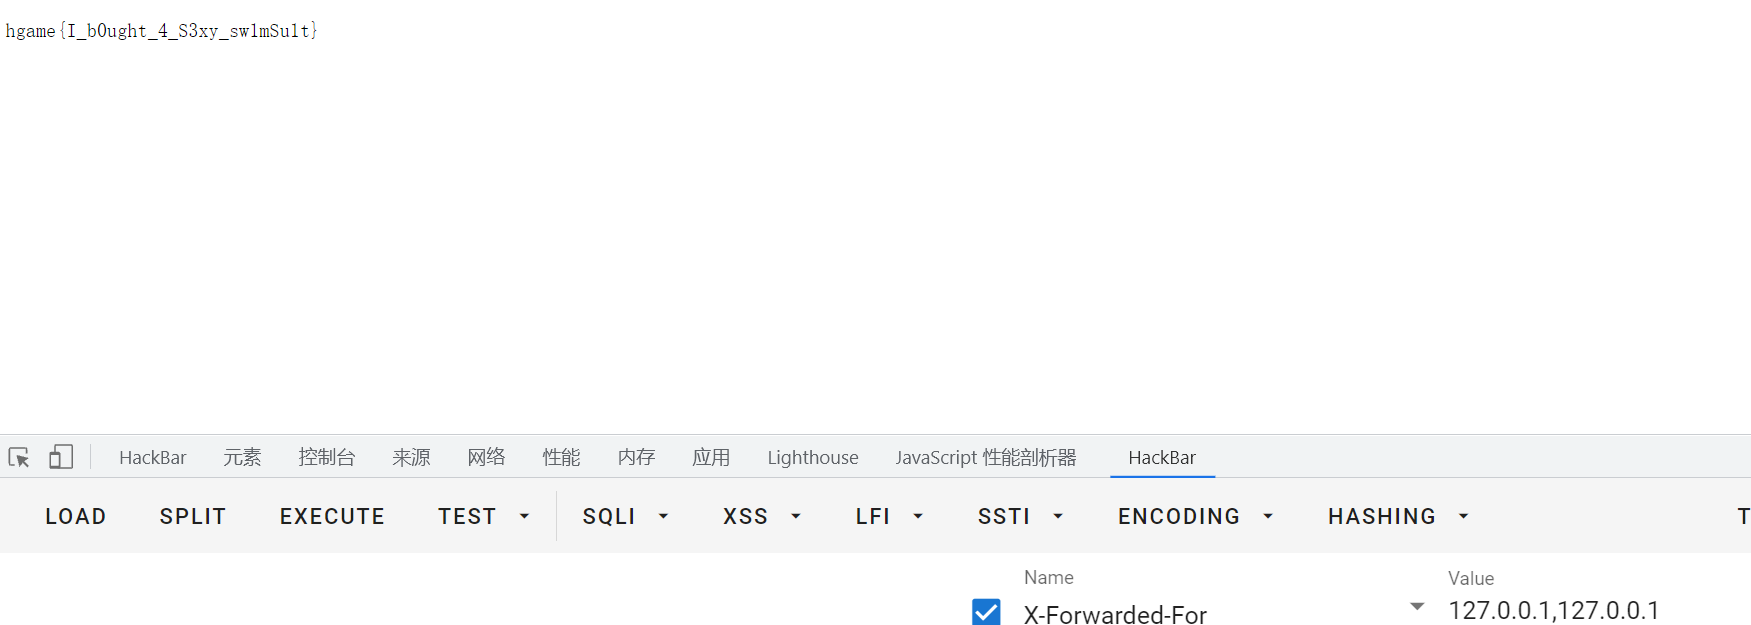 hgame{I_b0ught_4_S3xy_sw1mSu1t}
HackBar 元素 控制台 来源 网络 性能 内存 应用 Lighthouse JavaScript 性能剖析器 HackBar
LOAD SPLIT EXECUTE TEST SQLI XSS LFI SSTI ENCODING HASHING T
Name Value
X-Forwarded-For 127.0.0.1,127.0.0.1